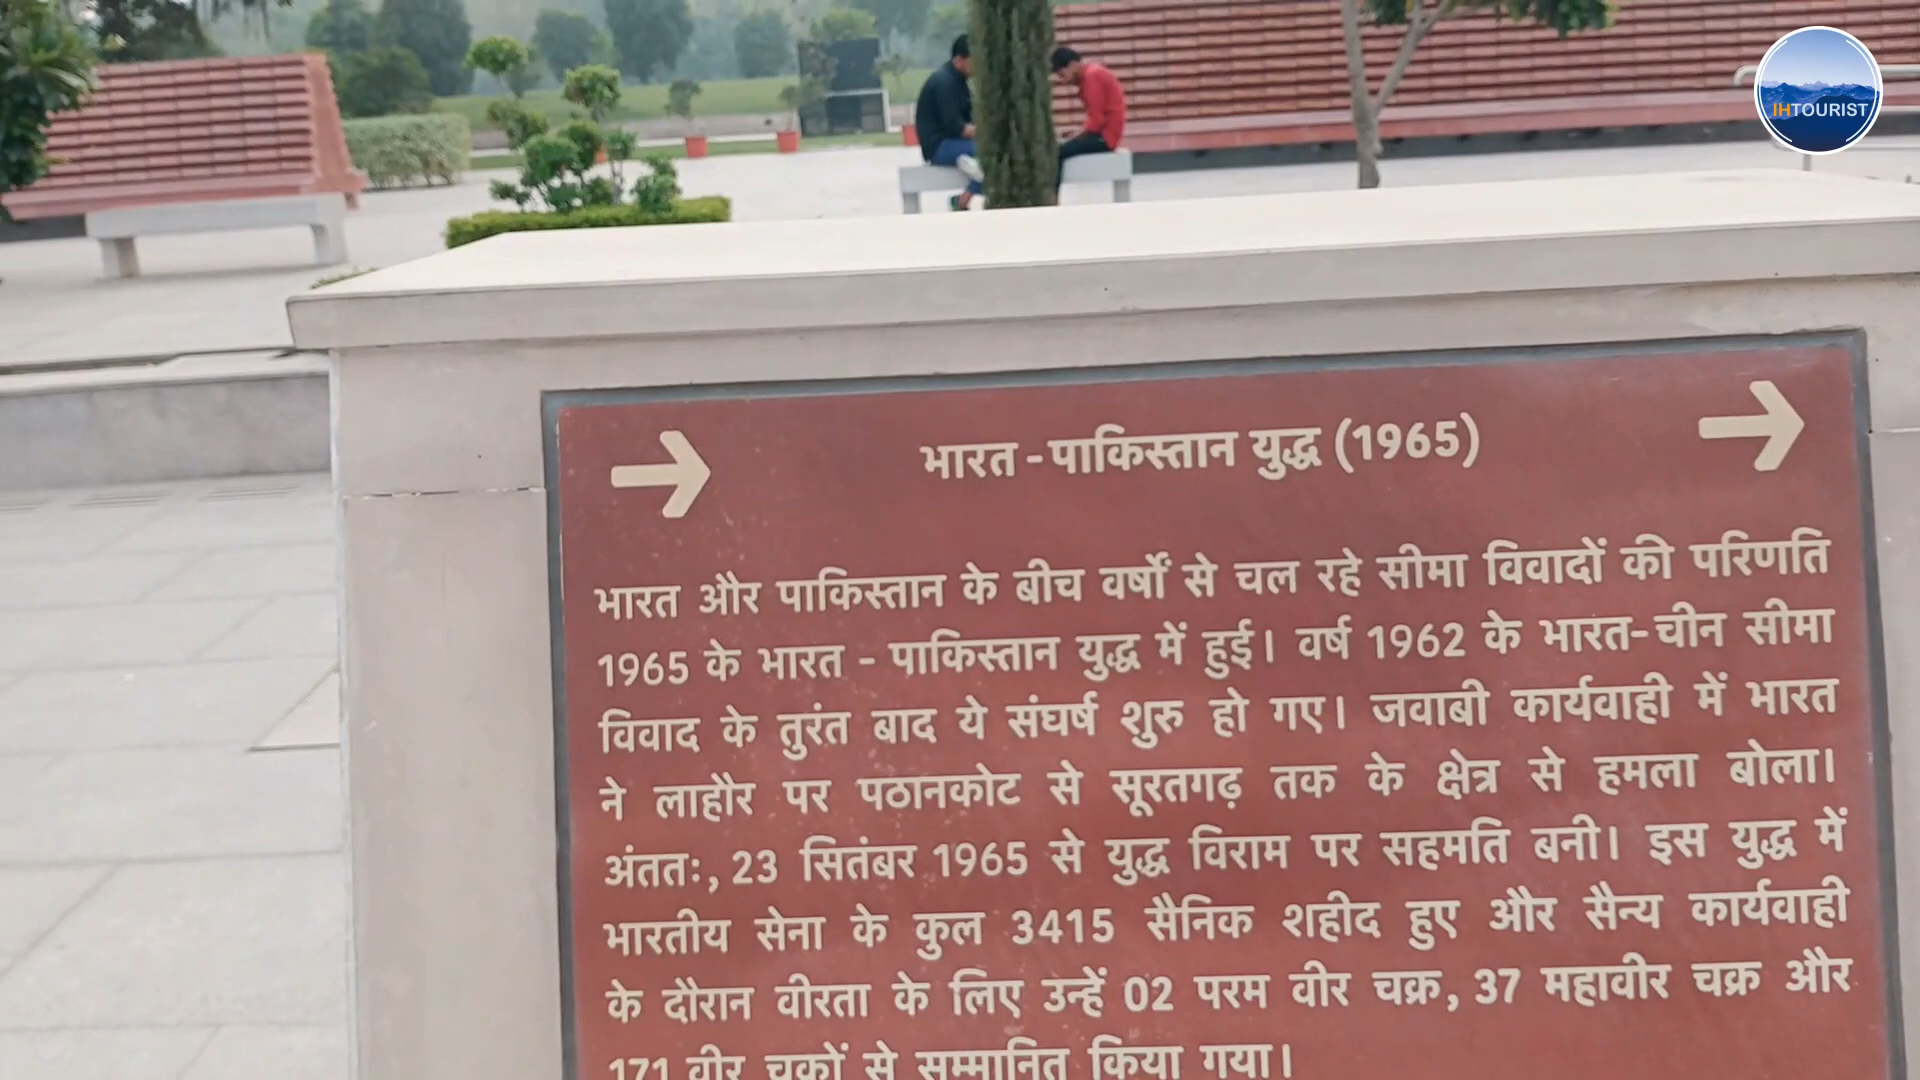 IHTOURIST
→ भारत - पाकिस्तान युद्ध (1965) →
भारत और पाकिस्तान के बीच वर्षों से चल रहे सीमा विवादों की परिणति
1965 के भारत - पाकिस्तान युद्ध में हुई। वर्ष 1962 के भारत-चीन सीमा
विवाद के तुरंत बाद ये संघर्ष शुरु हो गए। जवाबी कार्यवाही में भारत
ने लाहौर पर पठानकोट से सूरतगढ़ तक के क्षेत्र से हमला बोला।
अंततः, 23 सितंबर 1965 से युद्ध विराम पर सहमति बनी। इस युद्ध में
भारतीय सेना के कुल 3415 सैनिक शहीद हुए और सैन्य कार्यवाही
के दौरान वीरता के लिए उन्हें 02 परम वीर चक्र, 37 महावीर चक्र और
171 वीर चक्रों से सम्मानित किया गया।